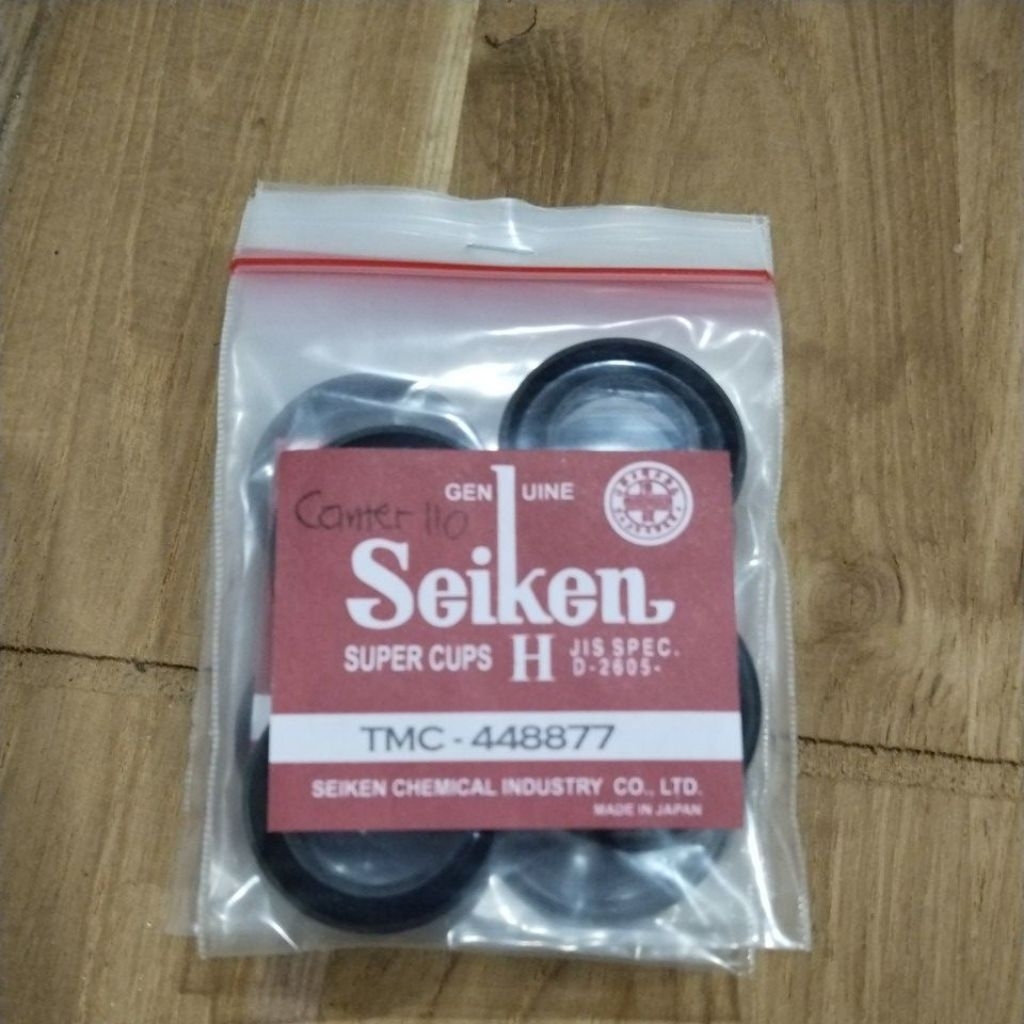 GENUINE
Canter 110
Seiken
SUPER CUPS H JIS SPEC.
D-2605-
TMC - 448877
SEIKEN CHEMICAL INDUSTRY CO., LTD.
MADE IN JAPAN